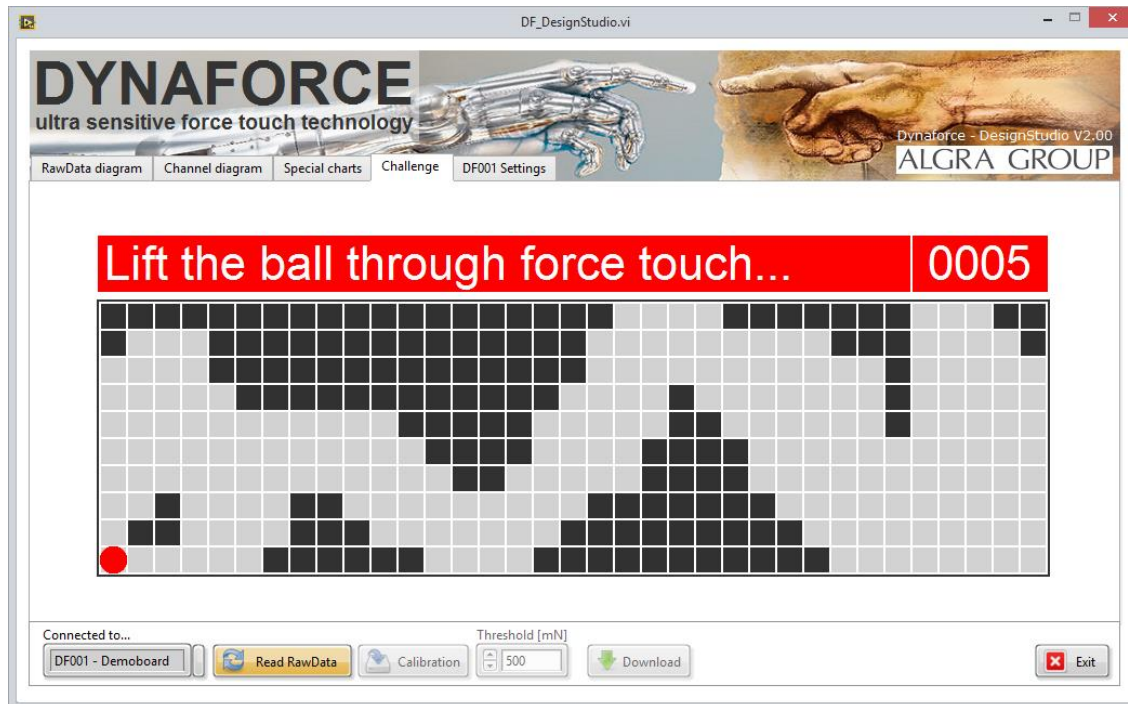 DF_DesignStudio.vi
DYNAFORCE
ultra sensitive force touch technology
Dynaforce - DesignStudio V2.00
ALGRA GROUP
RawData diagram Channel diagram Special charts Challenge DF001 Settings
Lift the ball through force touch... 0005
Connected to... Threshold [mN]
DF001 - Demoboard Read RawData Calibration 500 Download Exit